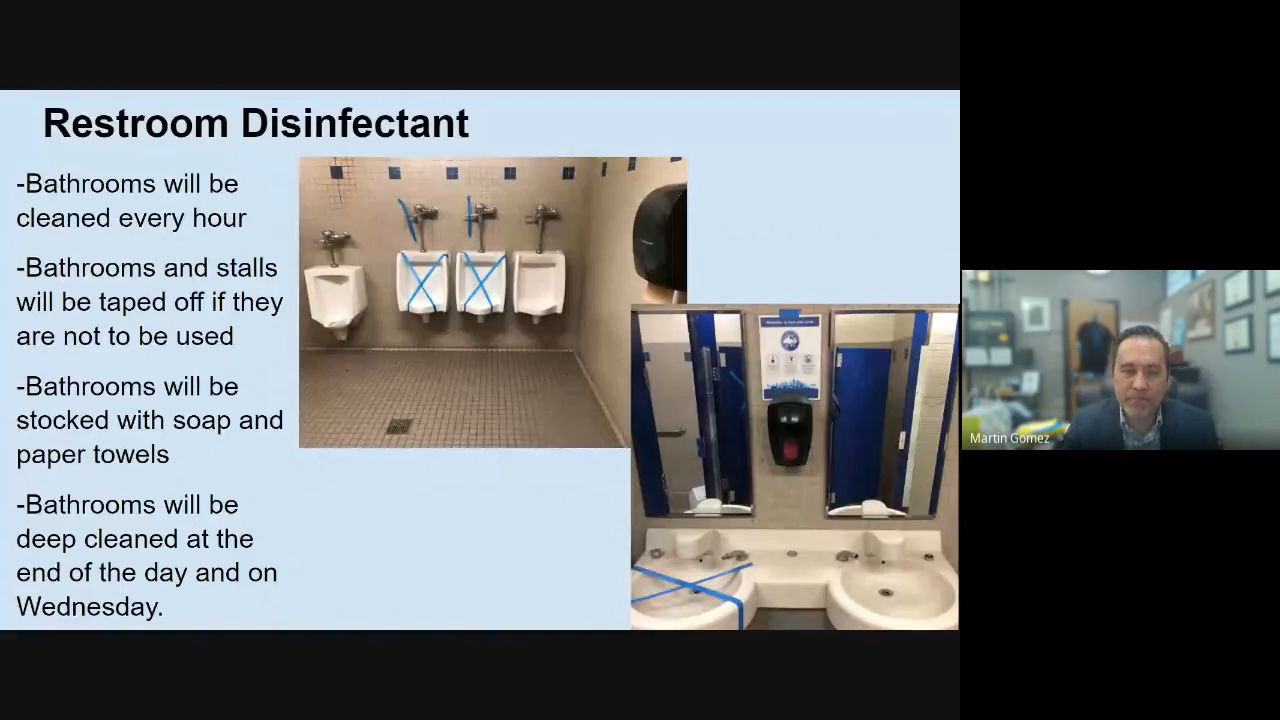 Restroom Disinfectant
-Bathrooms will be
cleaned every hour
-Bathrooms and stalls
will be taped off if they
are not to be used
-Bathrooms will be
stocked with soap and
paper towels
-Bathrooms will be
deep cleaned at the
end of the day and on
Wednesday.
Martin Gomez